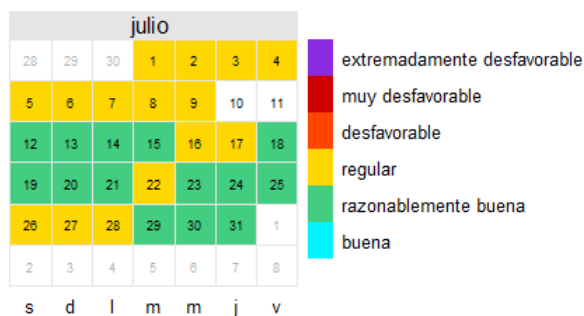 julio
28 29 30 1 2 3 4
5 6 7 8 9 10 11
12 13 14 15 16 17 18
19 20 21 22 23 24 25
26 27 28 29 30 31 1
2 3 4 5 6 7 8
s d l m m j v
extremadamente desfavorable
muy desfavorable
desfavorable
regular
razonablemente buena
buena